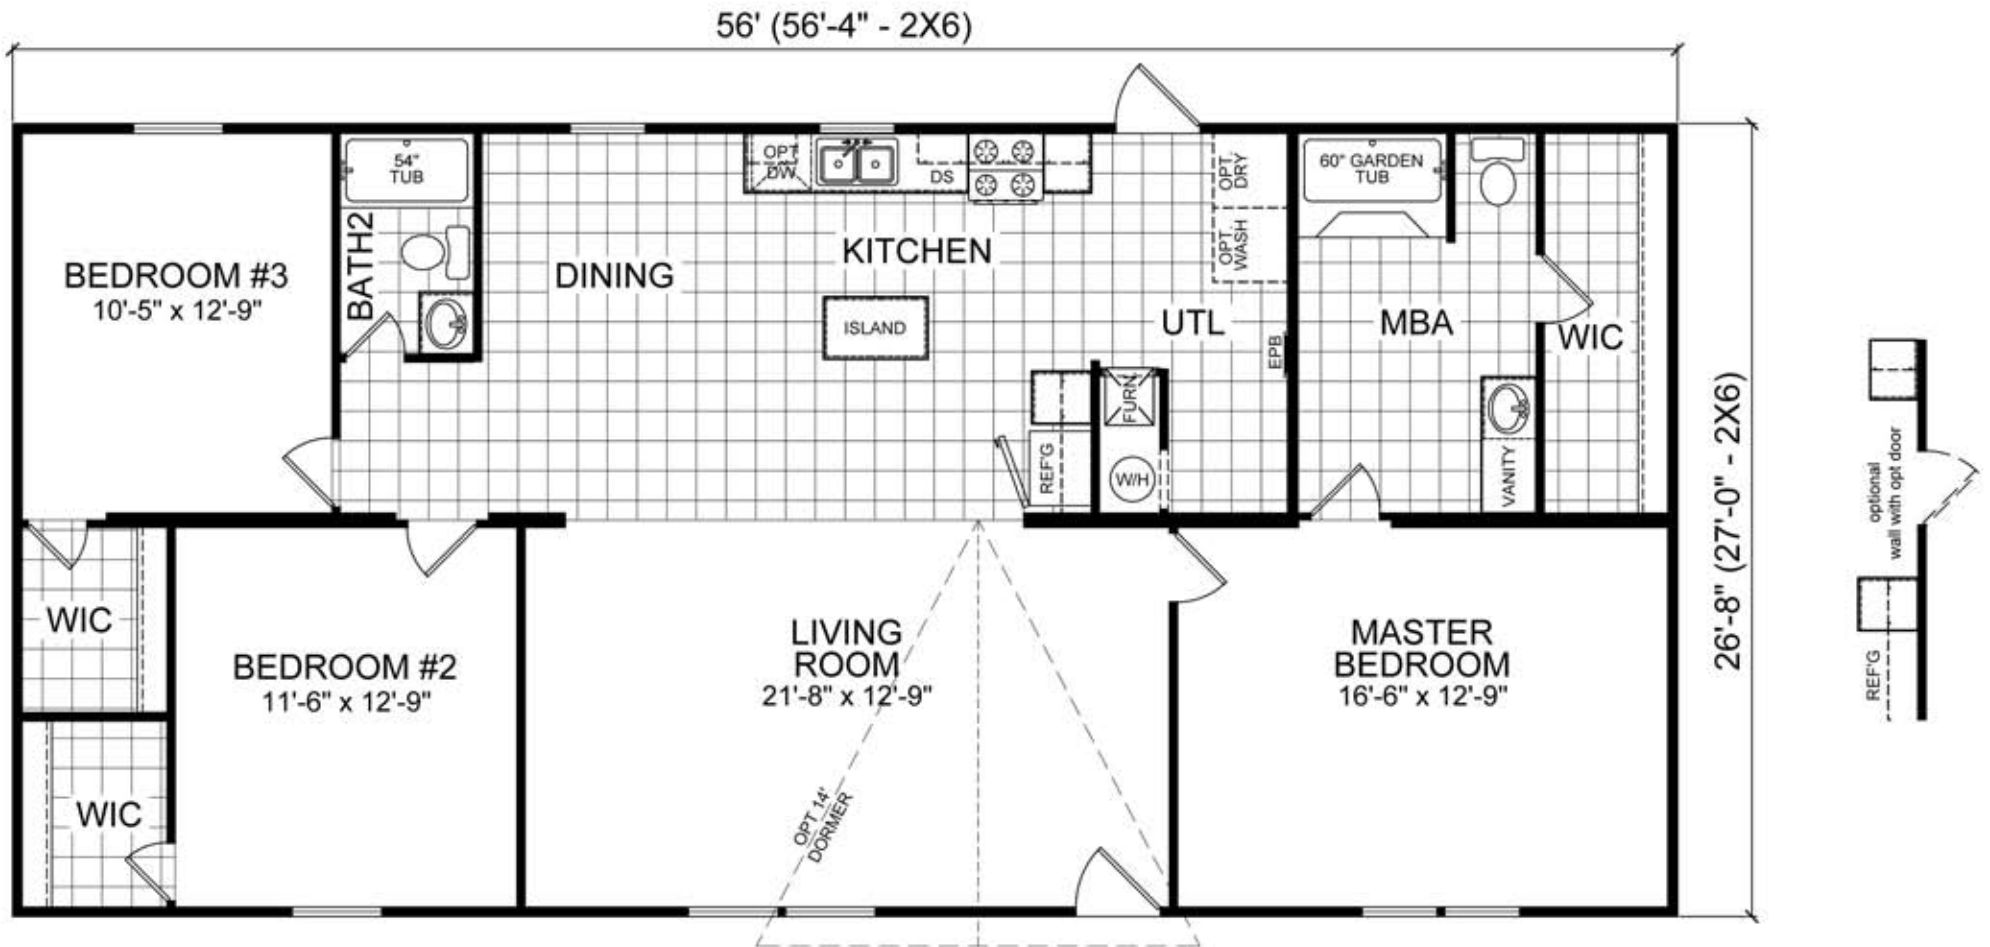 56' (56'-4" - 2X6)
54"
TUB
BATH2
BEDROOM #3
10'-5" x 12'-9"
DINING
OPT
DW
DS
KITCHEN
ISLAND
OPT.
DRY
OPT.
WASH
UTL
EPB
FURN
REF'G
W/H
60" GARDEN
TUB
MBA
VANITY
WIC
26'-8" (27'-0" - 2X6)
optional
wall with opt door
REF'G
WIC
WIC
BEDROOM #2
11'-6" x 12'-9"
LIVING
ROOM
21'-8" x 12'-9"
OPT 14'
DORMER
MASTER
BEDROOM
16'-6" x 12'-9"